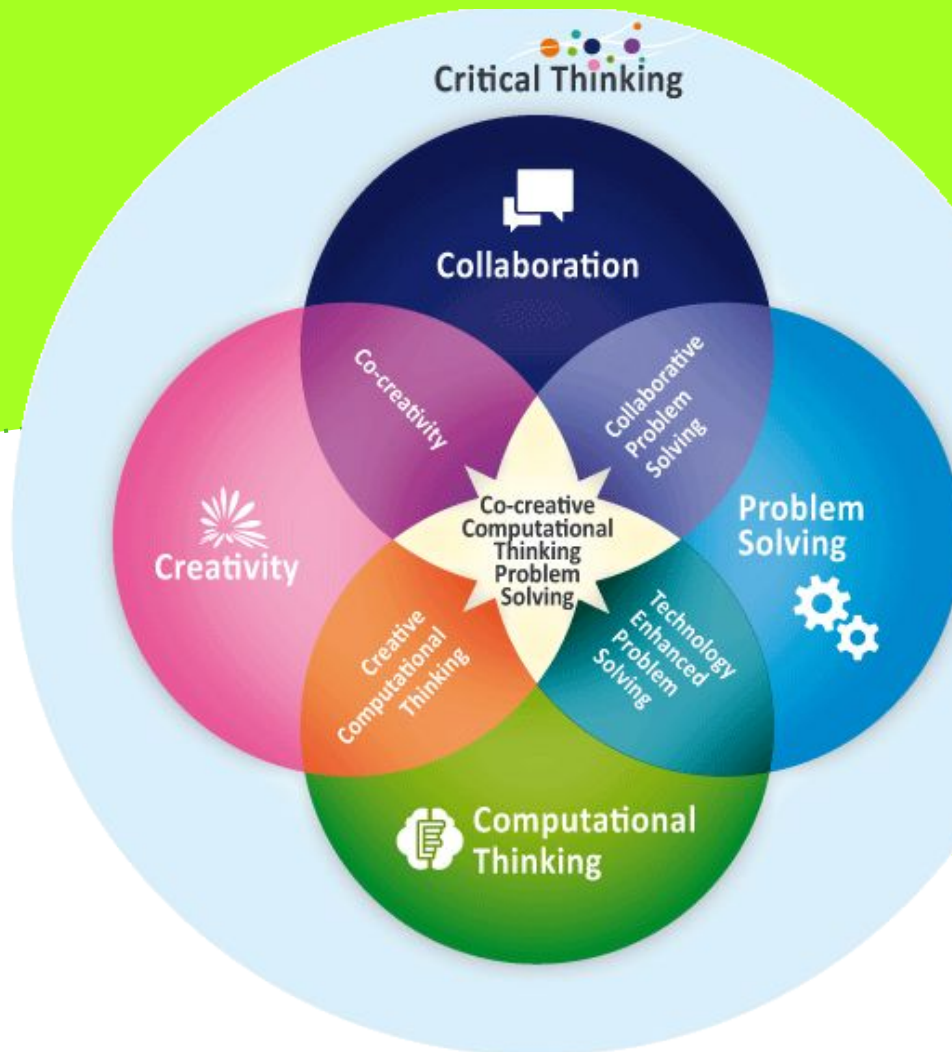 Critical Thinking
Collaboration
Co-creativity
Collaborative
Problem
Solving
Creativity
Co-creative
Computational
Thinking
Problem
Solving
Problem
Solving
Creative
Computational
Thinking
Technology
Enhanced
Problem
Solving
Computational
Thinking